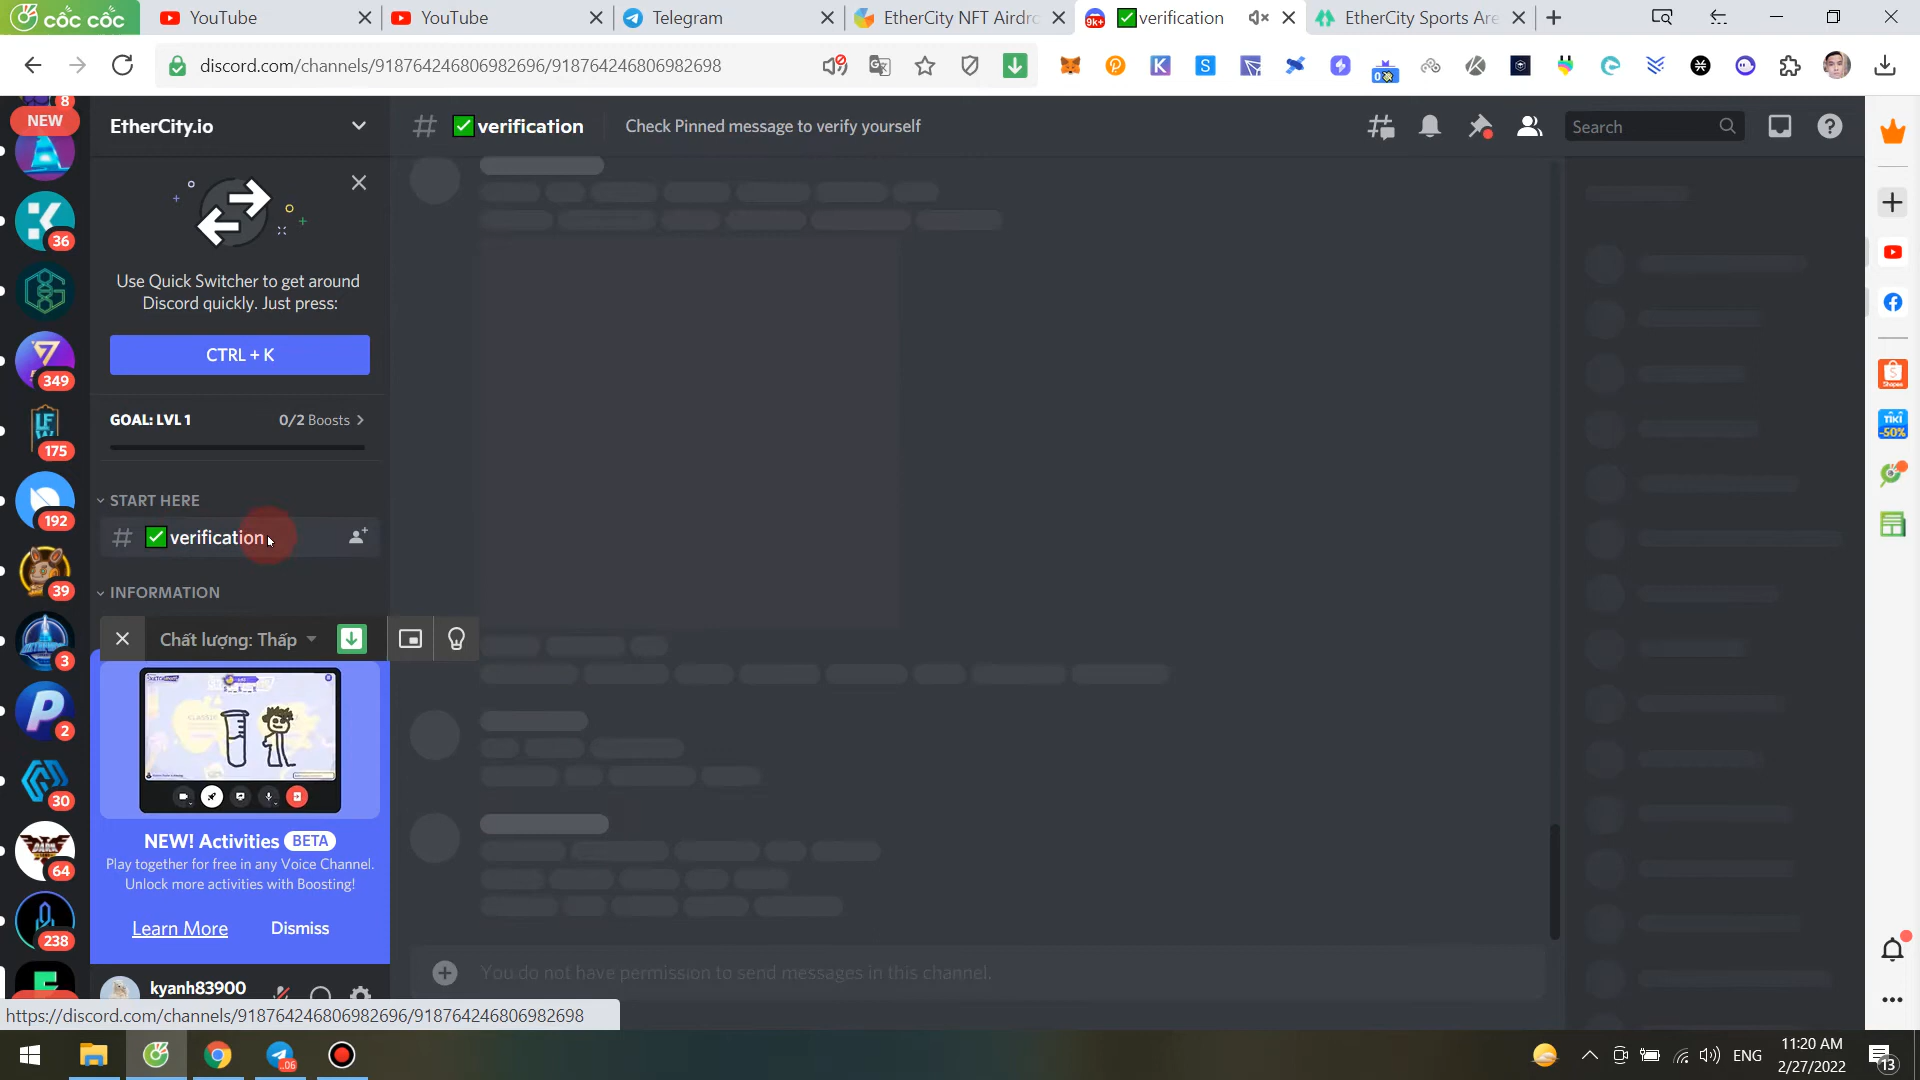 cốc cốc
YouTube
YouTube
Telegram
EtherCity NFT Airdro
9k+
verification
EtherCity Sports Are
discord.com/channels/918764246806982696/918764246806982698
8
NEW
36
349
175
192
39
3
2
30
64
238
EtherCity.io
verification
Check Pinned message to verify yourself
Search
Use Quick Switcher to get around
Discord quickly. Just press:
CTRL + K
GOAL: LVL 1
0/2 Boosts
START HERE
verification
INFORMATION
Chất lượng: Thấp
NEW! Activities BETA
Play together for free in any Voice Channel.
Unlock more activities with Boosting!
Learn More
Dismiss
kyanh83900
You do not have permission to send messages in this channel.
https://discord.com/channels/918764246806982696/918764246806982698
TIKI
-50%
ENG
11:20 AM
2/27/2022
13